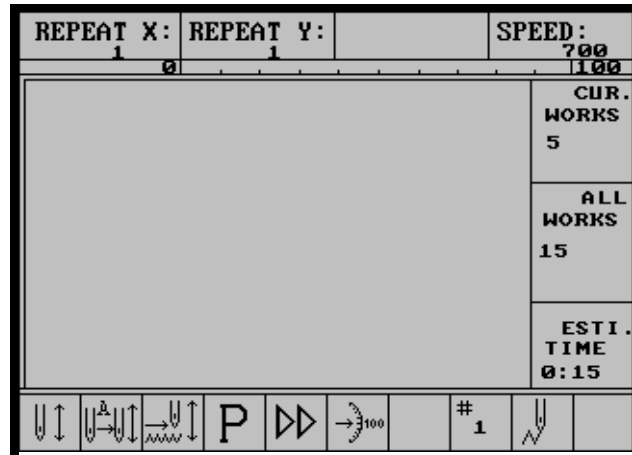 REPEAT X:
1
REPEAT Y:
1
SPEED:
700
0
100
CUR.
WORKS
5
ALL
WORKS
15
ESTI.
TIME
0:15
A
P
100
#
1